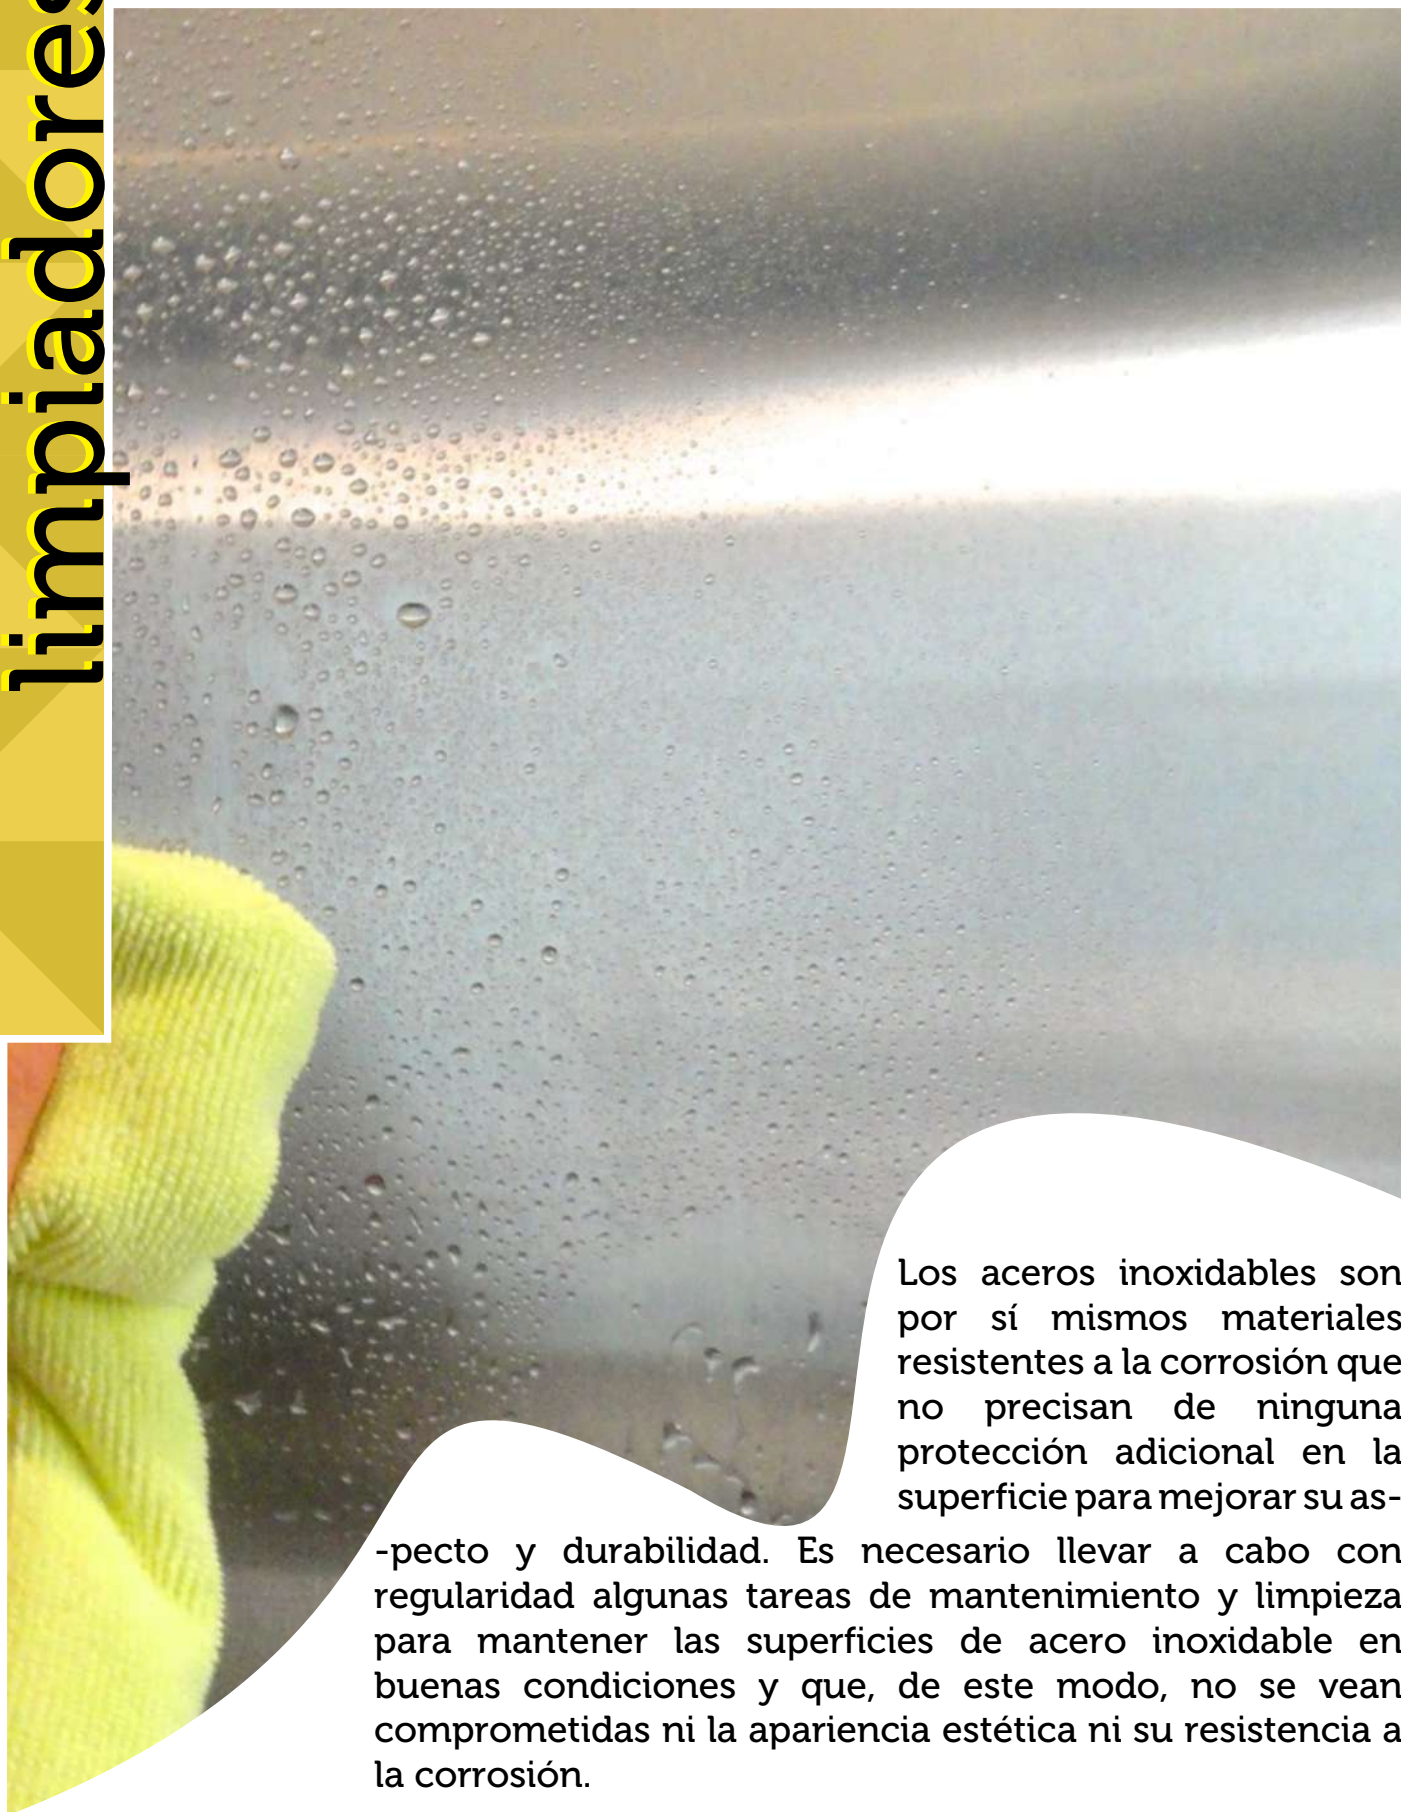 limpiadores
Los aceros inoxidables son
por sí mismos materiales
resistentes a la corrosión que
no precisan de ninguna
protección adicional en la
superficie para mejorar su as-
-pecto y durabilidad. Es necesario llevar a cabo con
regularidad algunas tareas de mantenimiento y limpieza
para mantener las superficies de acero inoxidable en
buenas condiciones y que, de este modo, no se vean
comprometidas ni la apariencia estética ni su resistencia a
la corrosión.